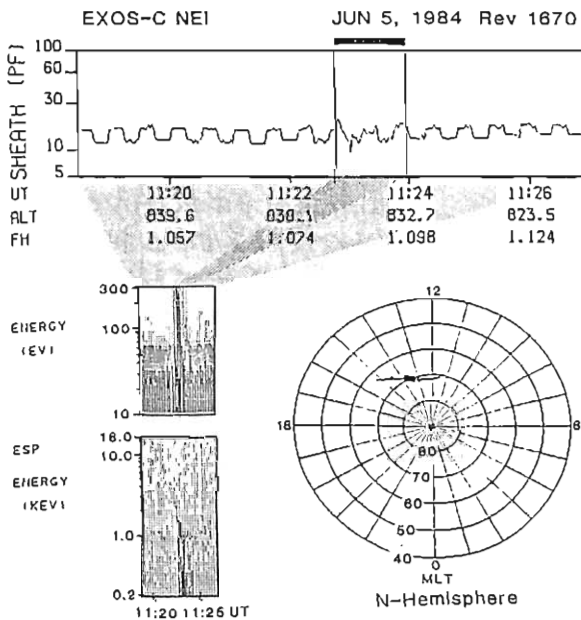 EXOS-C NEI JUN 5, 1984 Rev 1670
SHEATH (PF)
100
60
30
10
5
UT 11:20 11:22 11:24 11:26
ALT 839.6 832.7 823.5
FH 1.057 1.074 1.098 1.124
ENERGY
(EV)
300
100
10
ESP
ENERGY
(KEV)
16.0
10.0
1.0
0.2
11:20 11:25 UT
12
18
6
80
70
60
50
40
0
MLT
N-Hemisphere